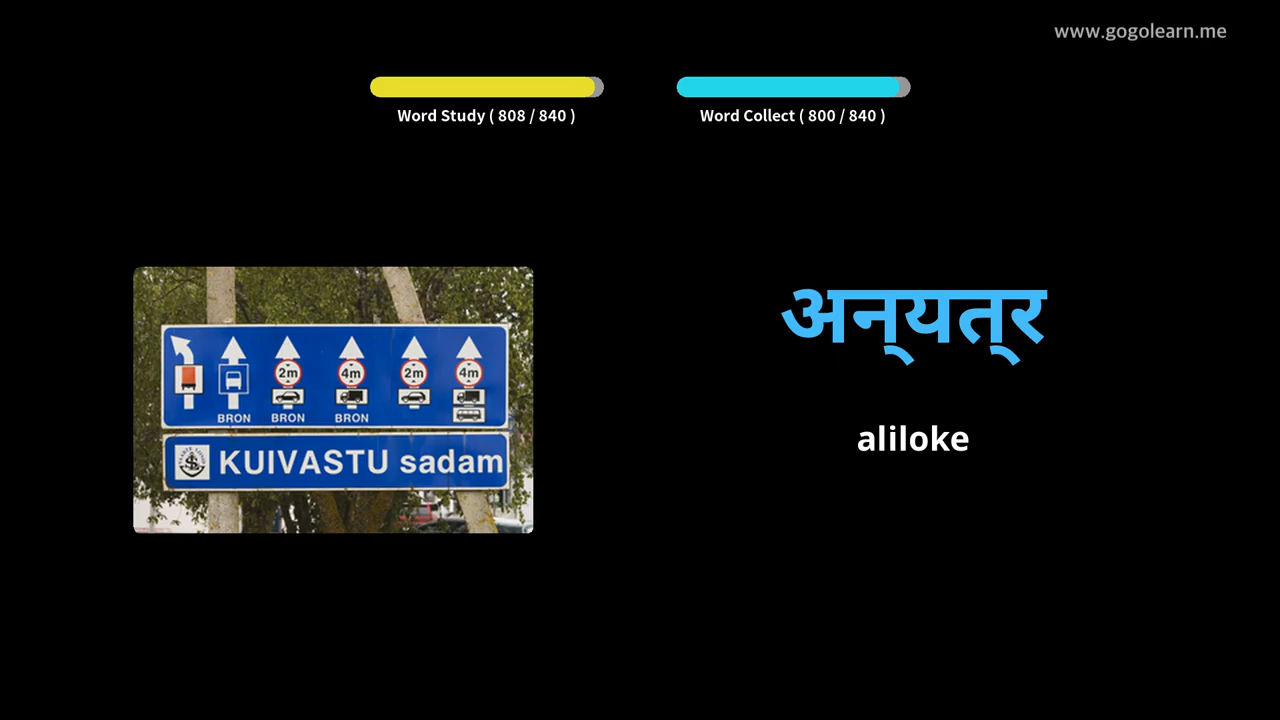 www.gogolearn.me
Word Study ( 808 / 840 )
Word Collect ( 800 / 840 )
2m 4m 2m 4m
BRON BRON BRON
KUIVASTU sadam
अन्‌यत्‌र
aliloke